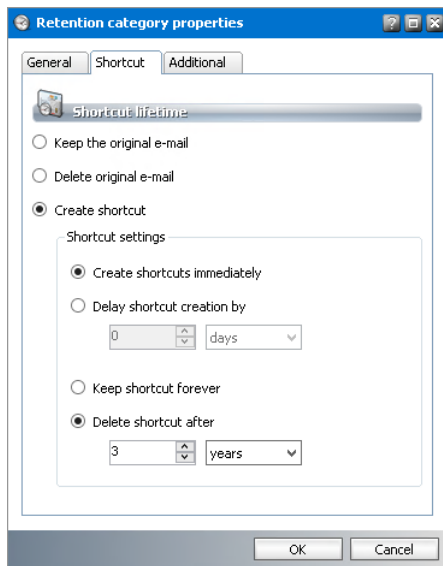 Retention category properties
General Shortcut Additional
Shortcut lifetime
Keep the original e-mail
Delete original e-mail
Create shortcut
Shortcut settings
Create shortcuts immediately
Delay shortcut creation by
0 days
Keep shortcut forever
Delete shortcut after
3 years
OK Cancel